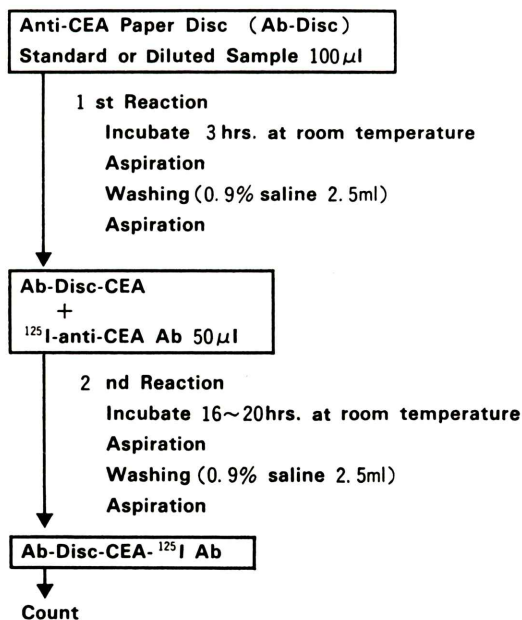 Anti-CEA Paper Disc (Ab-Disc)
Standard or Diluted Sample 100μl
1 st Reaction
Incubate 3hrs. at room temperature
Aspiration
Washing(0.9% saline 2.5ml)
Aspiration
Ab-Disc-CEA
+
¹²⁵I-anti-CEA Ab 50μl
2 nd Reaction
Incubate 16~20hrs. at room temperature
Aspiration
Washing(0.9% saline 2.5ml)
Aspiration
Ab-Disc-CEA-¹²⁵I Ab
Count